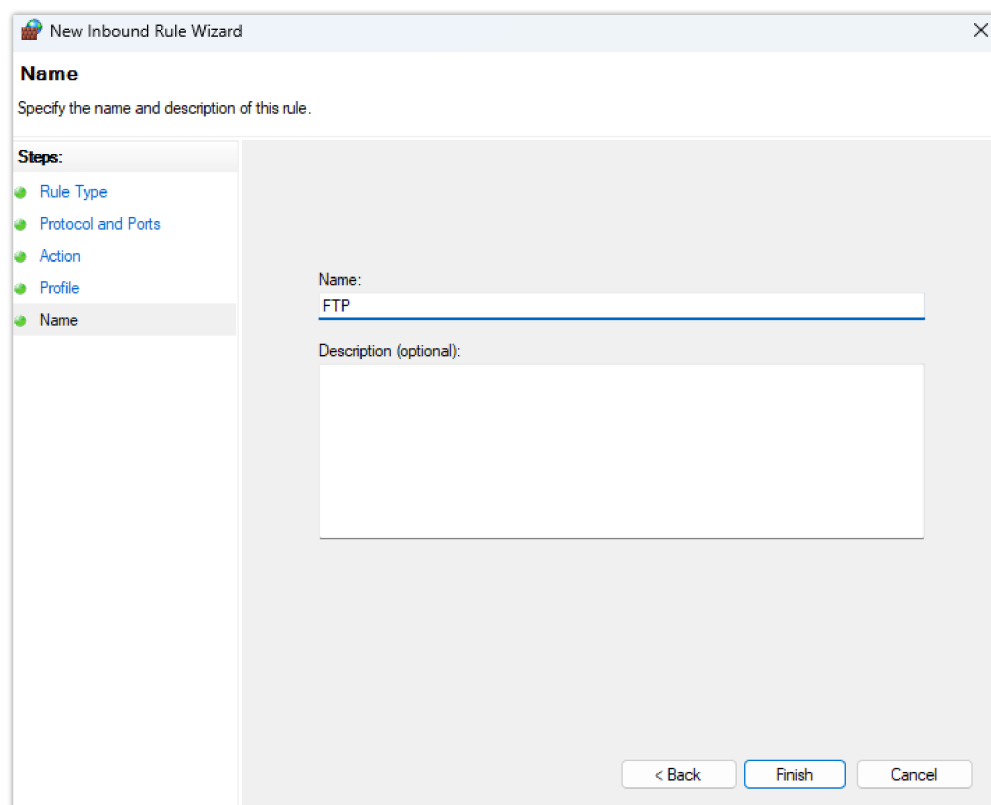 New Inbound Rule Wizard
Name
Specify the name and description of this rule.
Steps:
Rule Type
Protocol and Ports
Action
Profile
Name
Name:
FTP
Description (optional):
< Back
Finish
Cancel